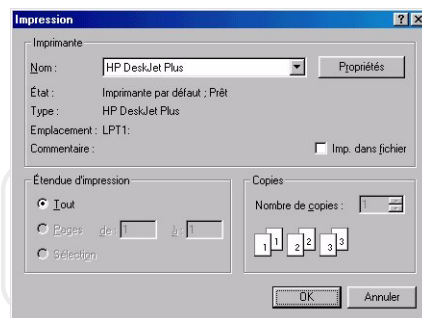 Impression
Imprimante
Nom : HP DeskJet Plus Propriétés
État : Imprimante par défaut ; Prêt
Type : HP DeskJet Plus
Emplacement : LPT1:
Commentaire : Imp. dans fichier
Étendue d'impression
Tout
Pages de : 1 à : 1
Sélection
Copies
Nombre de copies : 1
1 1 2 2 3 3
OK Annuler